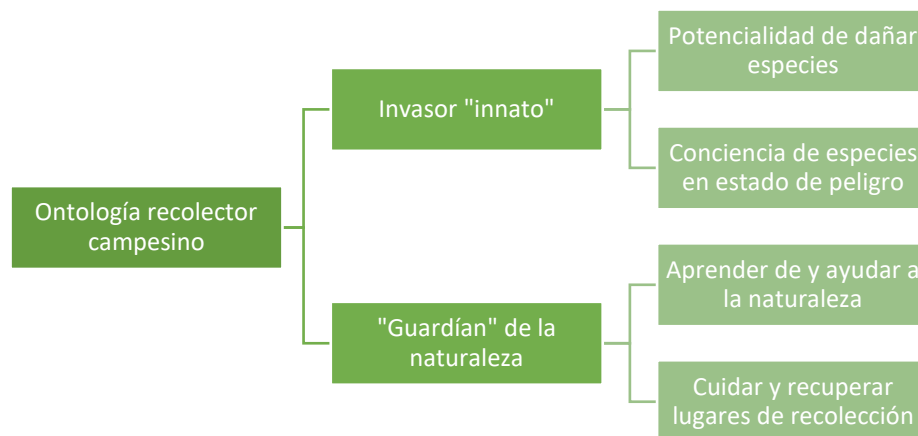 Ontología recolector
campesino
Invasor "innato"
Potencialidad de dañar
especies
Conciencia de especies
en estado de peligro
"Guardían" de la
naturaleza
Aprender de y ayudar a
la naturaleza
Cuidar y recuperar
lugares de recolección